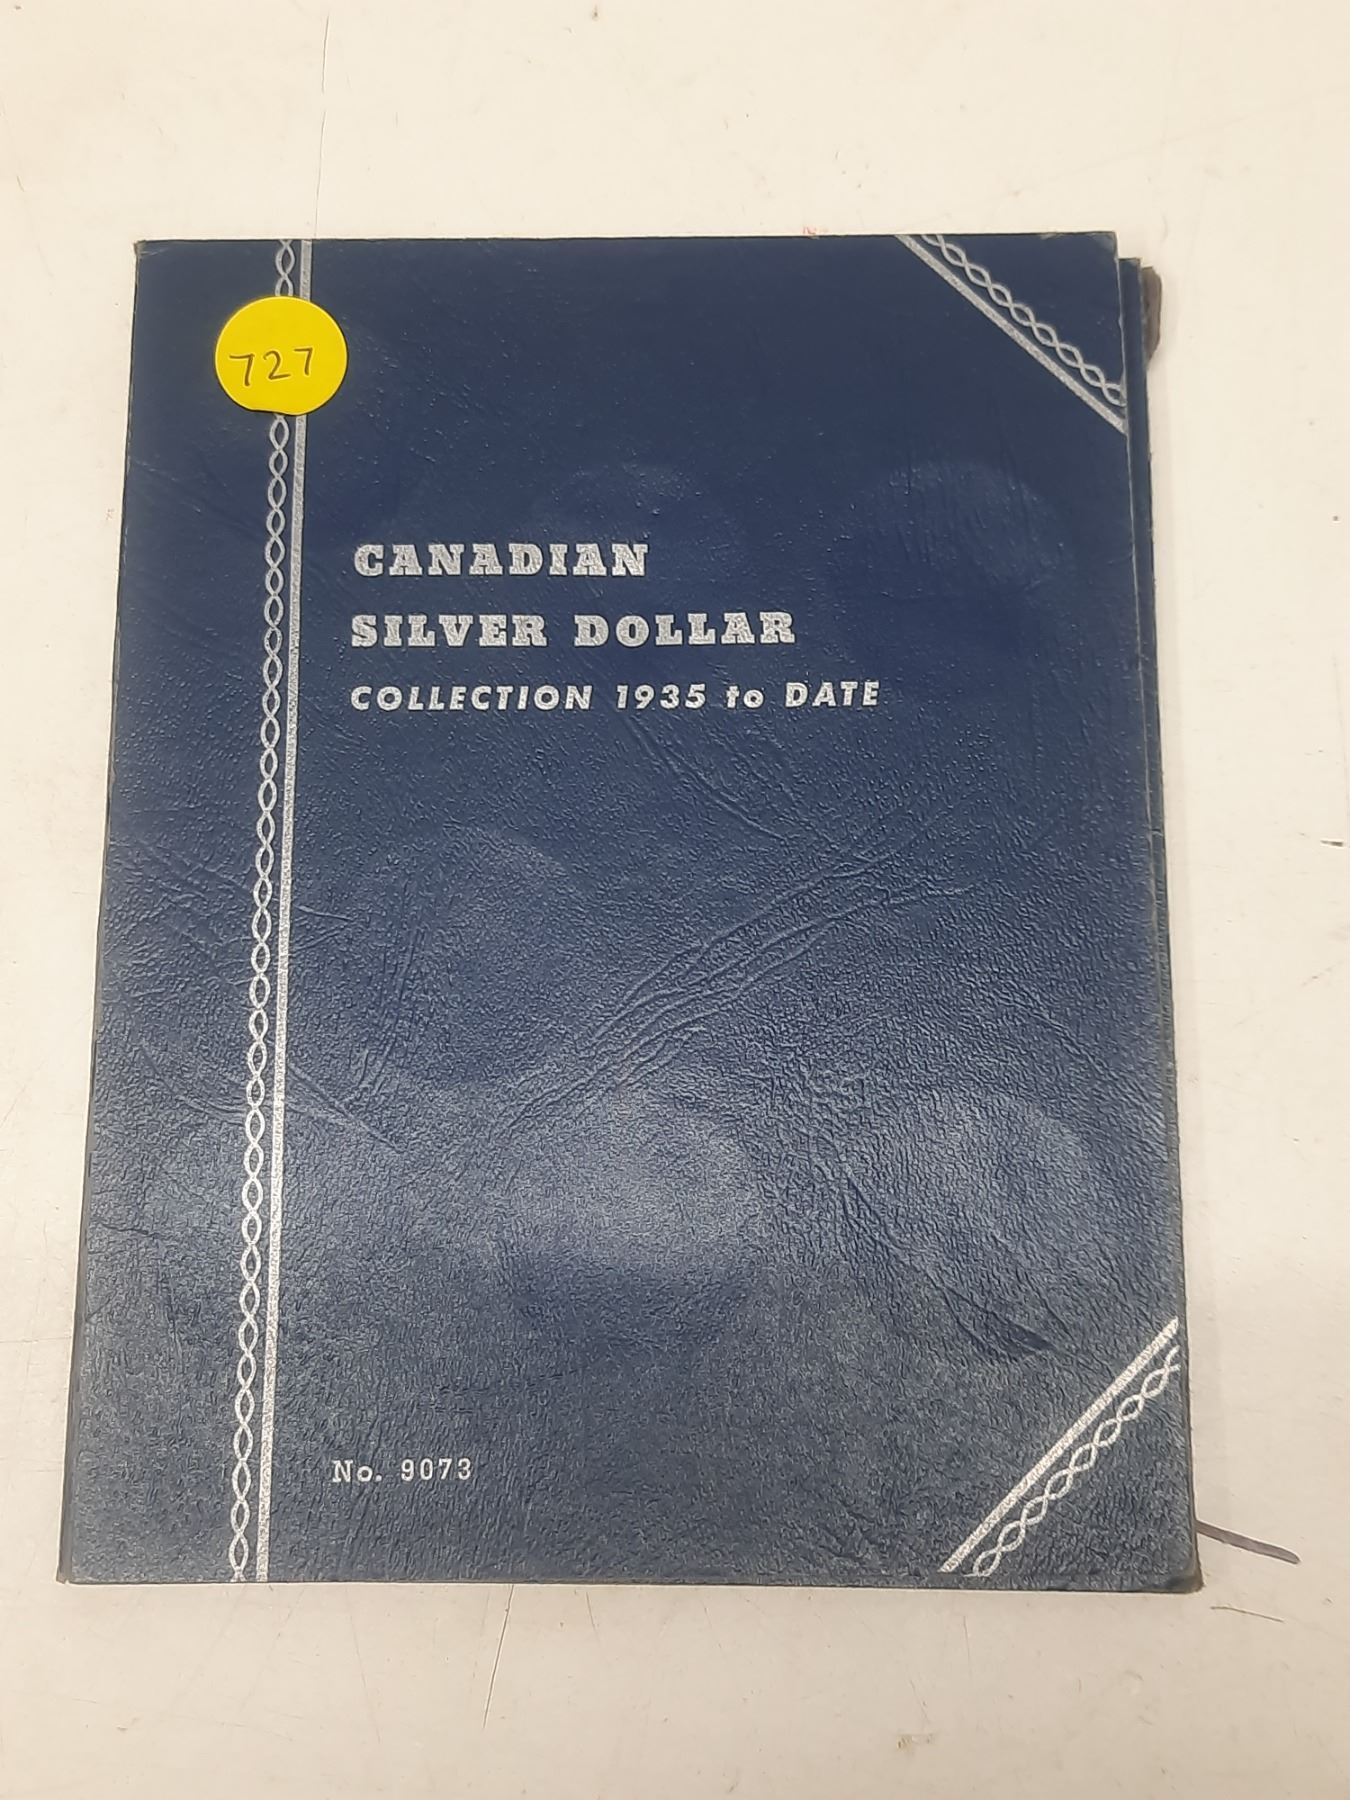 727
CANADIAN
SILVER DOLLAR
COLLECTION 1935 to DATE
No. 9073